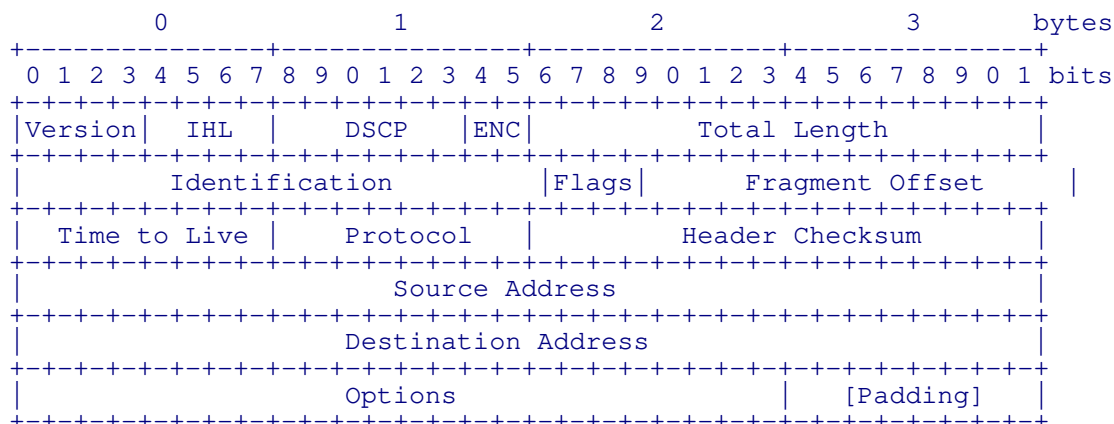 0 1 2 3 bytes
+---------------+---------------+---------------+---------------+
0 1 2 3 4 5 6 7 8 9 0 1 2 3 4 5 6 7 8 9 0 1 2 3 4 5 6 7 8 9 0 1 bits
+-+-+-+-+-+-+-+-+-+-+-+-+-+-+-+-+-+-+-+-+-+-+-+-+-+-+-+-+-+-+-+-+
|Version| IHL | DSCP |ENC| Total Length |
+-+-+-+-+-+-+-+-+-+-+-+-+-+-+-+-+-+-+-+-+-+-+-+-+-+-+-+-+-+-+-+-+
| Identification |Flags| Fragment Offset |
+-+-+-+-+-+-+-+-+-+-+-+-+-+-+-+-+-+-+-+-+-+-+-+-+-+-+-+-+-+-+-+-+
| Time to Live | Protocol | Header Checksum |
+-+-+-+-+-+-+-+-+-+-+-+-+-+-+-+-+-+-+-+-+-+-+-+-+-+-+-+-+-+-+-+-+
| Source Address |
+-+-+-+-+-+-+-+-+-+-+-+-+-+-+-+-+-+-+-+-+-+-+-+-+-+-+-+-+-+-+-+-+
| Destination Address |
+-+-+-+-+-+-+-+-+-+-+-+-+-+-+-+-+-+-+-+-+-+-+-+-+-+-+-+-+-+-+-+-+
| Options | [Padding] |
+-+-+-+-+-+-+-+-+-+-+-+-+-+-+-+-+-+-+-+-+-+-+-+-+-+-+-+-+-+-+-+-+